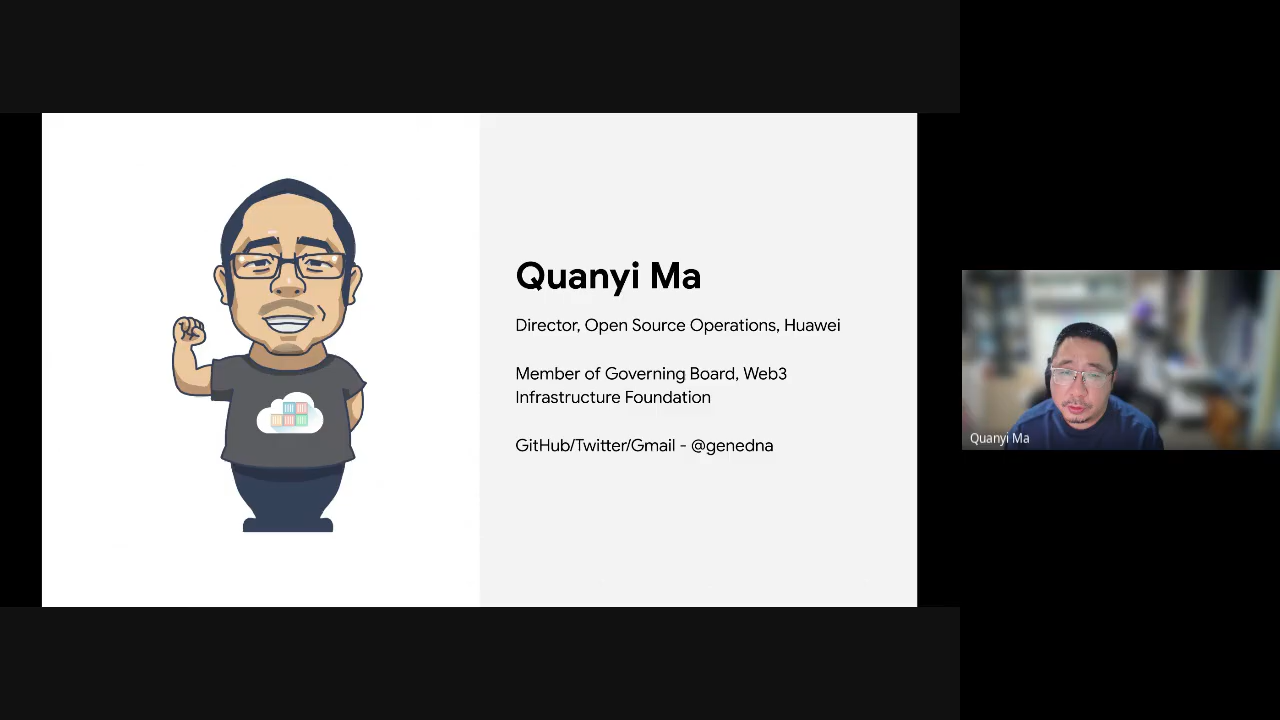 Quanyi Ma
Director, Open Source Operations, Huawei
Member of Governing Board, Web3
Infrastructure Foundation
GitHub/Twitter/Gmail - @genedna
Quanyi Ma